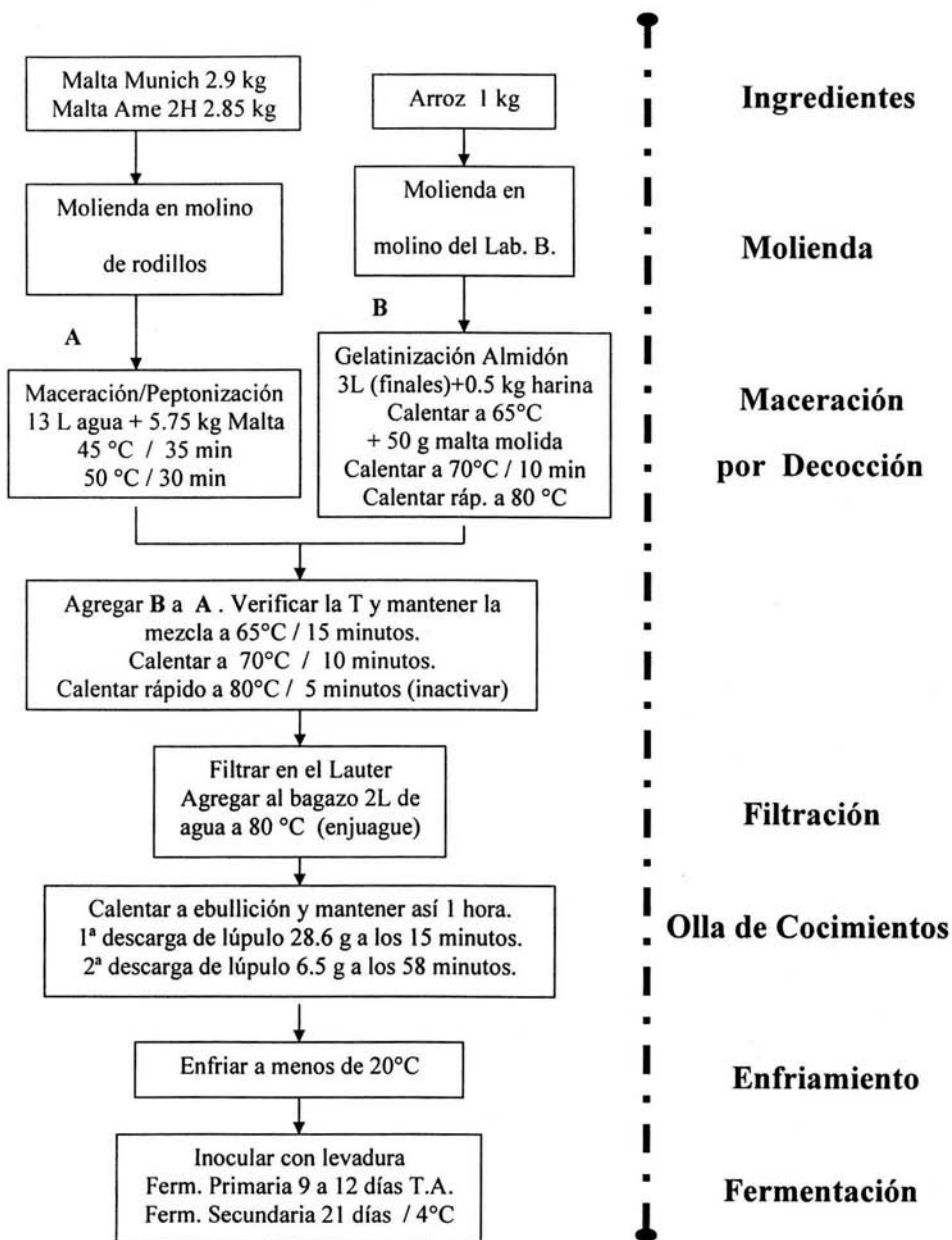 Malta Munich 2.9 kg
Malta Ame 2H 2.85 kg
Arroz 1 kg
Ingredientes
Molienda en molino
de rodillos
Molienda en
molino del Lab. B.
Molienda
A
B
Maceración/Peptonización
13 L agua + 5.75 kg Malta
45 °C / 35 min
50 °C / 30 min
Gelatinización Almidón
3L (finales)+0.5 kg harina
Calentar a 65°C
+ 50 g malta molida
Calentar a 70°C / 10 min
Calentar ráp. a 80 °C
Maceración
por Decocción
Agregar B a A . Verificar la T y mantener la
mezcla a 65°C / 15 minutos.
Calentar a 70°C / 10 minutos.
Calentar rápido a 80°C / 5 minutos (inactivar)
Filtrar en el Lauter
Agregar al bagazo 2L de
agua a 80 °C (enjuague)
Filtración
Calentar a ebullición y mantener así 1 hora.
1ª descarga de lúpulo 28.6 g a los 15 minutos.
2ª descarga de lúpulo 6.5 g a los 58 minutos.
Olla de Cocimientos
Enfriar a menos de 20°C
Enfriamiento
Inocular con levadura
Ferm. Primaria 9 a 12 días T.A.
Ferm. Secundaria 21 días / 4°C
Fermentación